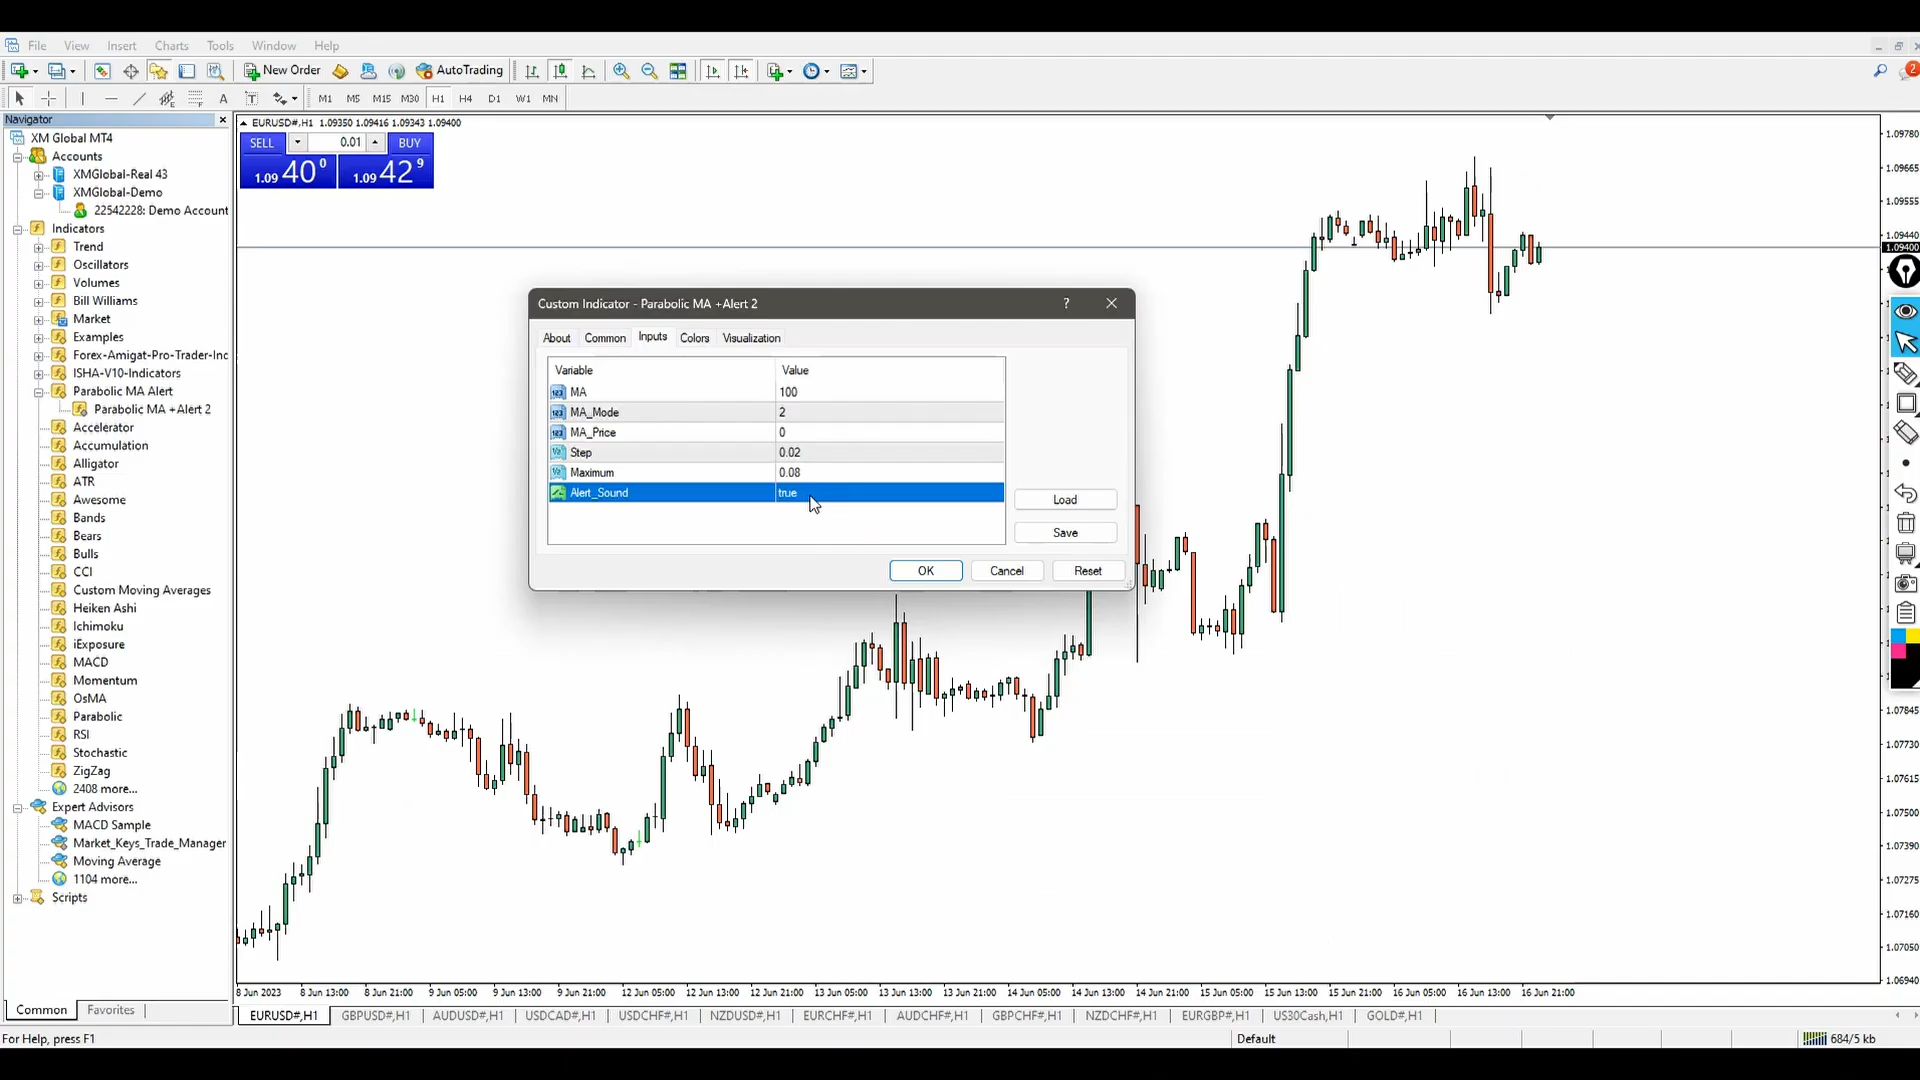 File View Insert Charts Tools Window Help
New Order AutoTrading
2
A T M1 M5 M15 M30 H1 H4 D1 W1 MN
Navigator
XM Global MT4
Accounts
XMGlobal-Real 43
XMGlobal-Demo
22542228: Demo Account
Indicators
Trend
Oscillators
Volumes
Bill Williams
Market
Examples
Forex-Amigat-Pro-Trader-Inc
ISHA-V10-Indicators
Parabolic MA Alert
Parabolic MA +Alert 2
Accelerator
Accumulation
Alligator
ATR
Awesome
Bands
Bears
Bulls
CCI
Custom Moving Averages
Heiken Ashi
Ichimoku
iExposure
MACD
Momentum
OsMA
Parabolic
RSI
Stochastic
ZigZag
2408 more...
Expert Advisors
MACD Sample
Market_Keys_Trade_Manager
Moving Average
1104 more...
Scripts
Common Favorites
EURUSD#,H1 1.09350 1.09416 1.09343 1.09400
SELL 0.01 BUY
1.09 40 0 1.09 42 9
Custom Indicator - Parabolic MA +Alert 2 ?
About Common Inputs Colors Visualization
Variable Value
MA 100
MA_Mode 2
MA_Price 0
Step 0.02
Maximum 0.08
Alert_Sound true
Load
Save
OK Cancel Reset
1.09780
1.09665
1.09555
1.09440
1.09400
1.07845
1.07730
1.07615
1.07500
1.07390
1.07275
1.07160
1.07050
1.06940
8 Jun 2023 8 Jun 13:00 8 Jun 21:00 9 Jun 05:00 9 Jun 13:00 9 Jun 21:00 12 Jun 05:00 12 Jun 13:00 12 Jun 21:00 13 Jun 05:00 13 Jun 13:00 13 Jun 21:00 14 Jun 05:00 14 Jun 13:00 14 Jun 21:00 15 Jun 05:00 15 Jun 13:00 15 Jun 21:00 16 Jun 05:00 16 Jun 13:00 16 Jun 21:00
EURUSD#,H1 GBPUSD#,H1 AUDUSD#,H1 USDCAD#,H1 USDCHF#,H1 NZDUSD#,H1 EURCHF#,H1 AUDCHF#,H1 GBPCHF#,H1 NZDCHF#,H1 EURGBP#,H1 US30Cash,H1 GOLD#,H1
For Help, press F1 Default 684/5 kb